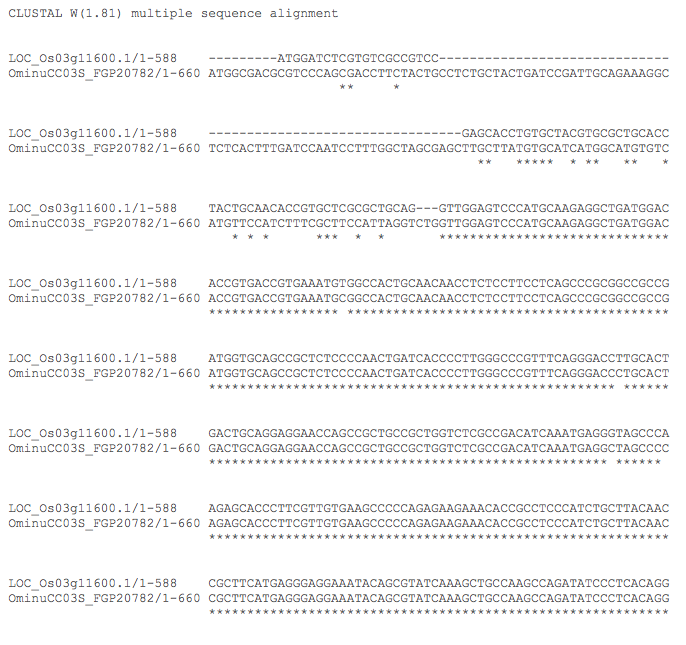 CLUSTAL W(1.81) multiple sequence alignment
LOC_Os03g11600.1/1-588 ---------ATGGATCTCGTGTCGCCGTCC------------------------------
OminuCC03S_FGP20782/1-660 ATGGCGACGCGTCCCAGCGACCTTCTACTGCCTCTGCTACTGATCCGATTGCAGAAAGGC
** *
LOC_Os03g11600.1/1-588 ---------------------------------GAGCACCTGTGCTACGTGCGCTGCACC
OminuCC03S_FGP20782/1-660 TCTCACTTTGATCCAATCCTTTGGCTAGCGAGCTTGCTTATGTGCATCATGGCATGTGTC
** ***** * ** ** *
LOC_Os03g11600.1/1-588 TACTGCAACACCGTGCTCGCGCTGCAG---GTTGGAGTCCCATGCAAGAGGCTGATGGAC
OminuCC03S_FGP20782/1-660 ATGTTCCATCTTTCGCTTCCATTAGGTCTGGTTGGAGTCCCATGCAAGAGGCTGATGGAC
* * * *** * * ******************************
LOC_Os03g11600.1/1-588 ACCGTGACCGTGAAATGTGGCCACTGCAACAACCTCTCCTTCCTCAGCCCGCGGCCGCCG
OminuCC03S_FGP20782/1-660 ACCGTGACCGTGAAATGCGGCCACTGCAACAACCTCTCCTTCCTCAGCCCGCGGCCGCCG
***************** ******************************************
LOC_Os03g11600.1/1-588 ATGGTGCAGCCGCTCTCCCCAACTGATCACCCCTTGGGCCCGTTTCAGGGACCTTGCACT
OminuCC03S_FGP20782/1-660 ATGGTGCAGCCGCTCTCCCCAACTGATCACCCCTTGGGCCCGTTTCAGGGACCCTGCACT
***************************************************** ******
LOC_Os03g11600.1/1-588 GACTGCAGGAGGAACCAGCCGCTGCCGCTGGTCTCGCCGACATCAAATGAGGGTAGCCCA
OminuCC03S_FGP20782/1-660 GACTGCAGGAGGAACCAGCCGCTGCCGCTGGTCTCGCCGACATCAAATGAGGCTAGCCCC
**************************************************** ******
LOC_Os03g11600.1/1-588 AGAGCACCCTTCGTTGTGAAGCCCCCAGAGAAGAAACACCGCCTCCCATCTGCTTACAAC
OminuCC03S_FGP20782/1-660 AGAGCACCCTTCGTTGTGAAGCCCCCAGAGAAGAAACACCGCCTCCCATCTGCTTACAAC
************************************************************
LOC_Os03g11600.1/1-588 CGCTTCATGAGGGAGGAAATACAGCGTATCAAAGCTGCCAAGCCAGATATCCCTCACAGG
OminuCC03S_FGP20782/1-660 CGCTTCATGAGGGAGGAAATACAGCGTATCAAAGCTGCCAAGCCAGATATCCCTCACAGG
************************************************************